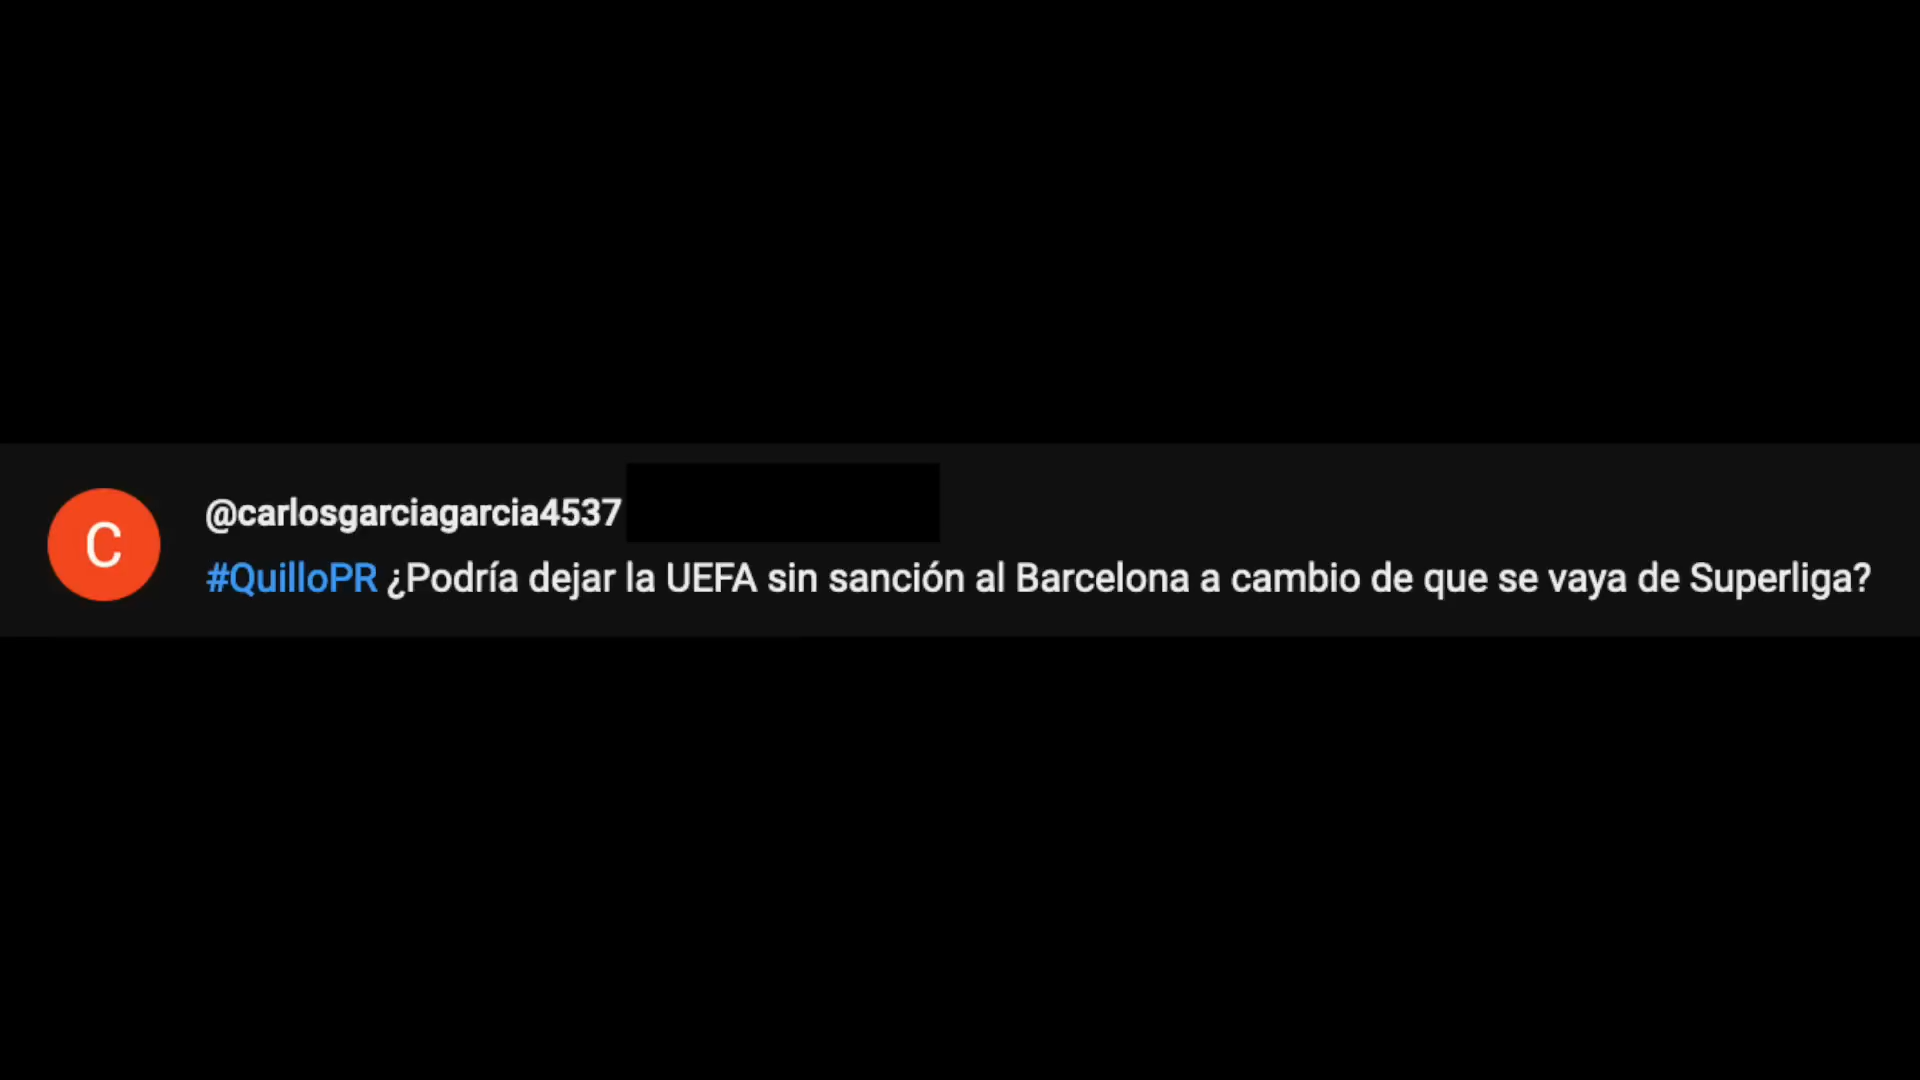 C
@carlosgarciagarcia4537
#QuilloPR ¿Podría dejar la UEFA sin sanción al Barcelona a cambio de que se vaya de Superliga?